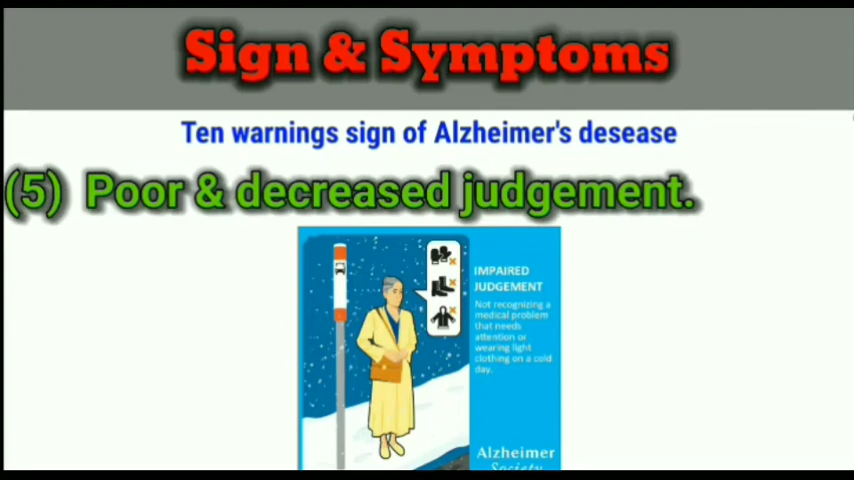 Sign & Symptoms
Ten warnings sign of Alzheimer's desease
(5) Poor & decreased judgement.
IMPAIRED
JUDGEMENT
Not recognizing a
medical problem
that needs
attention or
wearing light
clothing on a cold
day.
Alzheimer
Society